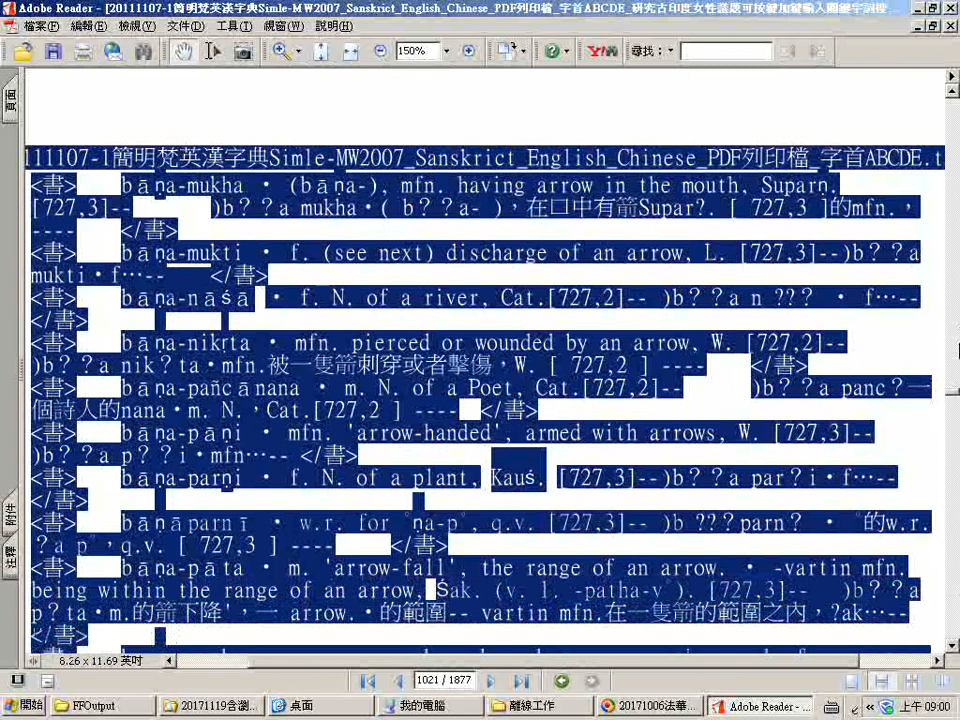 Adobe Reader - [20111107-1簡明梵英漢字典Simle-MW2007_Sanskrict_English_Chinese_PDF列印檔_字首ABCDE_研究古印度女性議題可按鍵加鍵輸入關鍵字詞搜
檔案(F) 編輯(E) 檢視(V) 文件(D) 工具(T) 視窗(W) 說明(H)
150% 尋找:
頁面
111107-1簡明梵英漢字典Simle-MW2007_Sanskrict_English_Chinese_PDF列印檔_字首ABCDE.t
<書> bāṇa-mukha • (bāṇa-), mfn. having arrow in the mouth, Suparṇ.
[727,3]-- )b??a mukha•( b??a- )，在口中有箭Supar?. [ 727,3 ]的mfn.，
---- </書>
<書> bāṇa-mukti • f. (see next) discharge of an arrow, L. [727,3]--)b??a
mukti•f…-- </書>
<書> bāṇa-nāśā • f. N. of a river, Cat.[727,2]-- )b??a n ??? • f…--
</書>
<書> bāṇa-nikṛta • mfn. pierced or wounded by an arrow, W. [727,2]--
)b??a nik?ta•mfn.被一隻箭刺穿或者擊傷，W. [ 727,2 ] ---- </書>
<書> bāṇa-pañcānana • m. N. of a Poet, Cat.[727,2]-- )b??a panc?一
個詩人的nana•m. N.，Cat.[727,2 ] ---- </書>
<書> bāṇa-pāṇi • mfn. 'arrow-handed', armed with arrows, W. [727,3]--
)b??a p??i•mfn…-- </書>
<書> bāṇa-parṇi • f. N. of a plant, Kauś. [727,3]--)b??a par?i•f…--
</書>
<書> bāṇāparnī • w.r. for °ṇa-p°, q.v. [727,3]-- )b ???parn? • °的w.r.
?a p°，q.v. [ 727,3 ] ---- </書>
<書> bāṇa-pāta • m. 'arrow-fall', the range of an arrow. • -vartin mfn.
being within the range of an arrow, Śak. (v. l. -patha-v°). [727,3]-- )b??a
p?ta•m.的箭下降'，一 arrow.•的範圍-- vartin mfn.在一隻箭的範圍之內，?ak…--
</書>
附件
注釋
8.26 x 11.69 英吋
1021 / 1877
開始 FFOutput 20171119含瀏... 桌面 我的電腦 離線工作 20171006法華... Adobe Reader - [... 上午 09:00